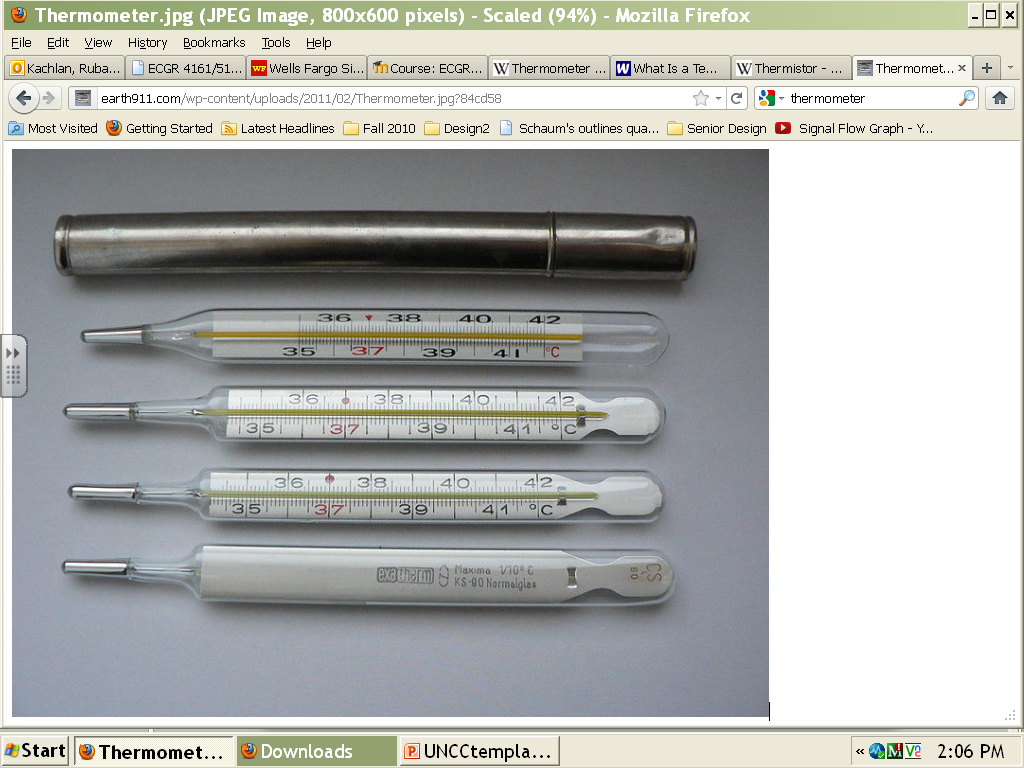 Thermometer.jpg (JPEG Image, 800x600 pixels) - Scaled (94%) - Mozilla Firefox
File Edit View History Bookmarks Tools Help
Kachlan, Ruba... ECGR 4161/51... Wells Fargo Si... Course: ECGR... Thermometer ... What Is a Te... Thermistor - ... Thermomet...
earth911.com/wp-content/uploads/2011/02/Thermometer.jpg?84cd58 thermometer
Most Visited Getting Started Latest Headlines Fall 2010 Design2 Schaum's outlines qua... Senior Design Signal Flow Graph - Y...
36 38 40 42
35 37 39 41 °C
36 38 40 42
35 37 39 41 °C
36 38 40 42
35 37 39 41 °C
exatherm Maxima 1/10° C
KS-90 Normalglas
CS
80
Start Thermomet... Downloads UNCCtempla... « 2:06 PM